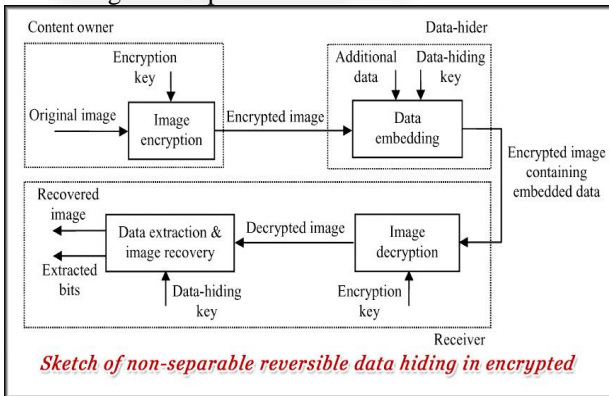 Content owner
Data-hider
Encryption
key
Additional
data
Data-hiding
key
Original image
Image
encryption
Encrypted image
Data
embedding
Encrypted image
containing
embedded data
Recovered
image
Extracted
bits
Data extraction &
image recovery
Decrypted image
Image
decryption
Data-hiding
key
Encryption
key
Receiver
Sketch of non-separable reversible data hiding in encrypted